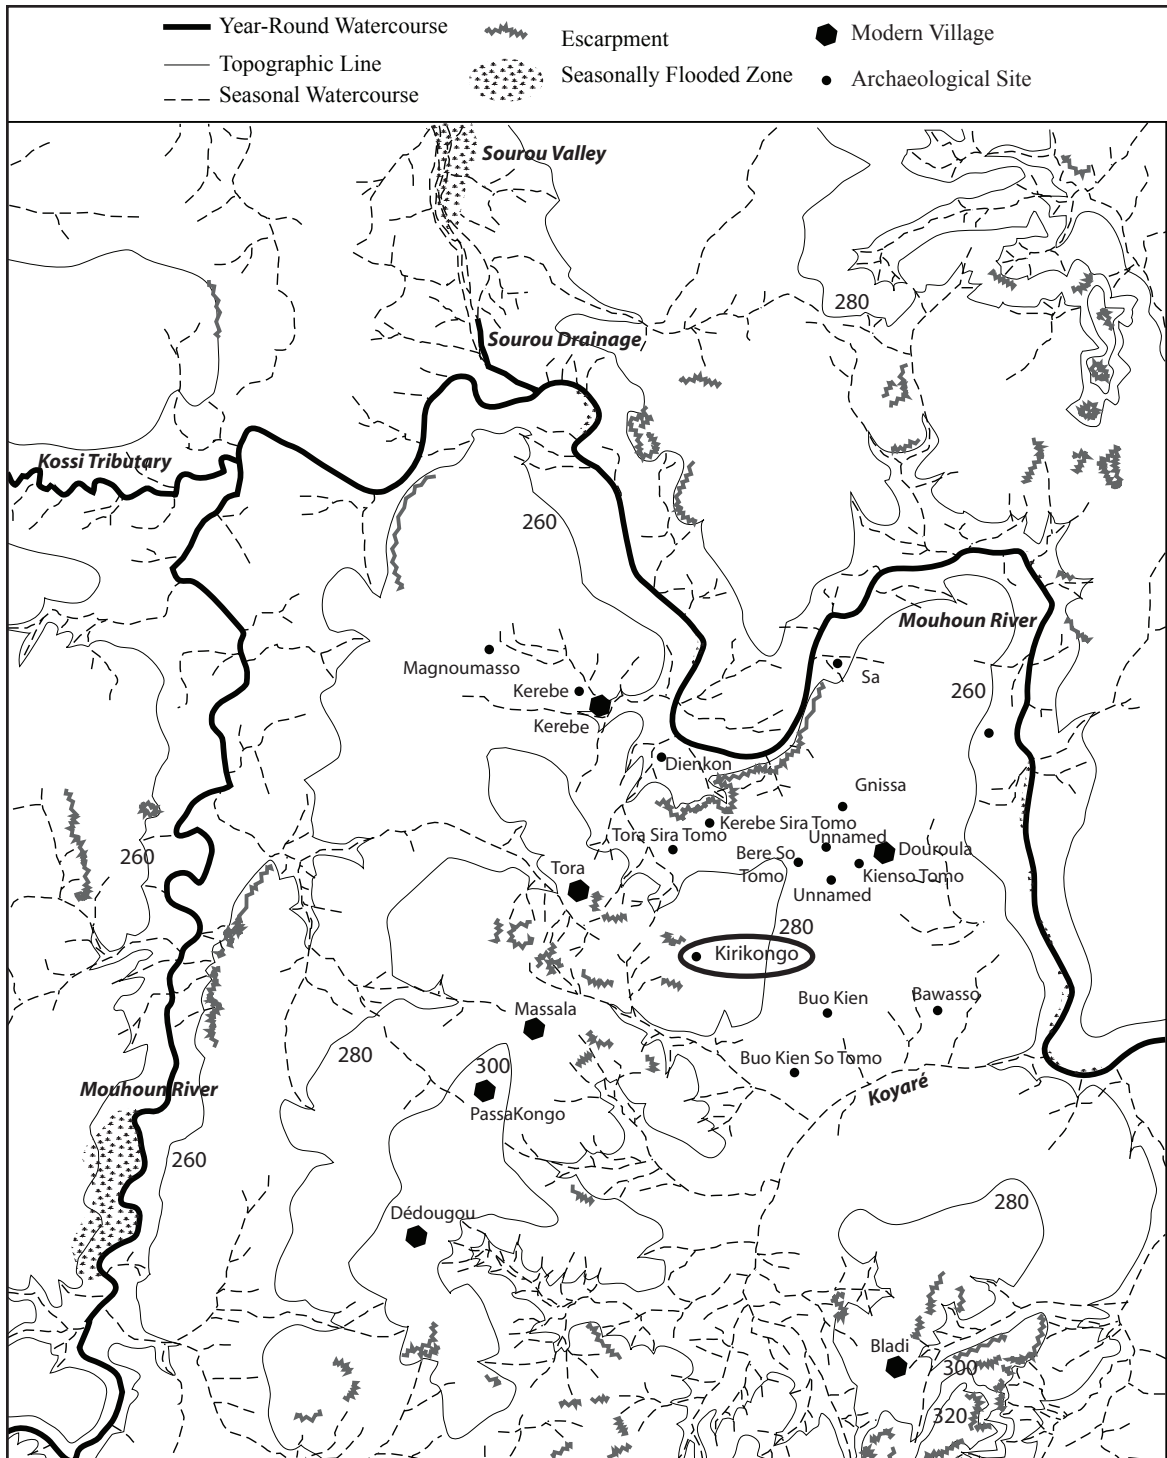 Year-Round Watercourse
Topographic Line
Seasonal Watercourse
Escarpment
Seasonally Flooded Zone
Modern Village
Archaeological Site
Sourou Valley
280
Sourou Drainage
Kossi Tributary
260
Mouhoun River
Magnoumasso
Sa
Kerebe
260
Kerebe
Dienkon
Gnissa
Kerebe Sira Tomo
Tora Sira Tomo
Unnamed
260
Bere So
Tomo
Douroula
Tora
Kienso Tomo
Unnamed
280
Kirikongo
Buo Kien
Bawasso
Massala
280
300
Buo Kien So Tomo
Koyaré
Mouhoun River
PassaKongo
260
280
Dédougou
Bladi
300
320